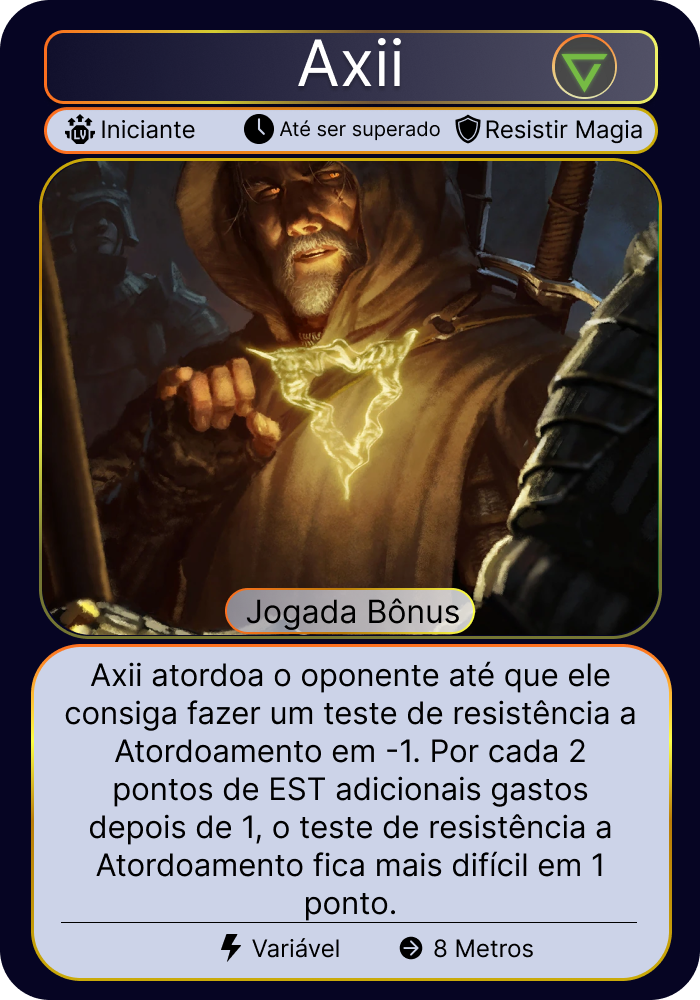 Axii
LV Iniciante Até ser superado Resistir Magia
Jogada Bônus
Axii atordoa o oponente até que ele
consiga fazer um teste de resistência a
Atordoamento em -1. Por cada 2
pontos de EST adicionais gastos
depois de 1, o teste de resistência a
Atordoamento fica mais difícil em 1
ponto.
Variável 8 Metros